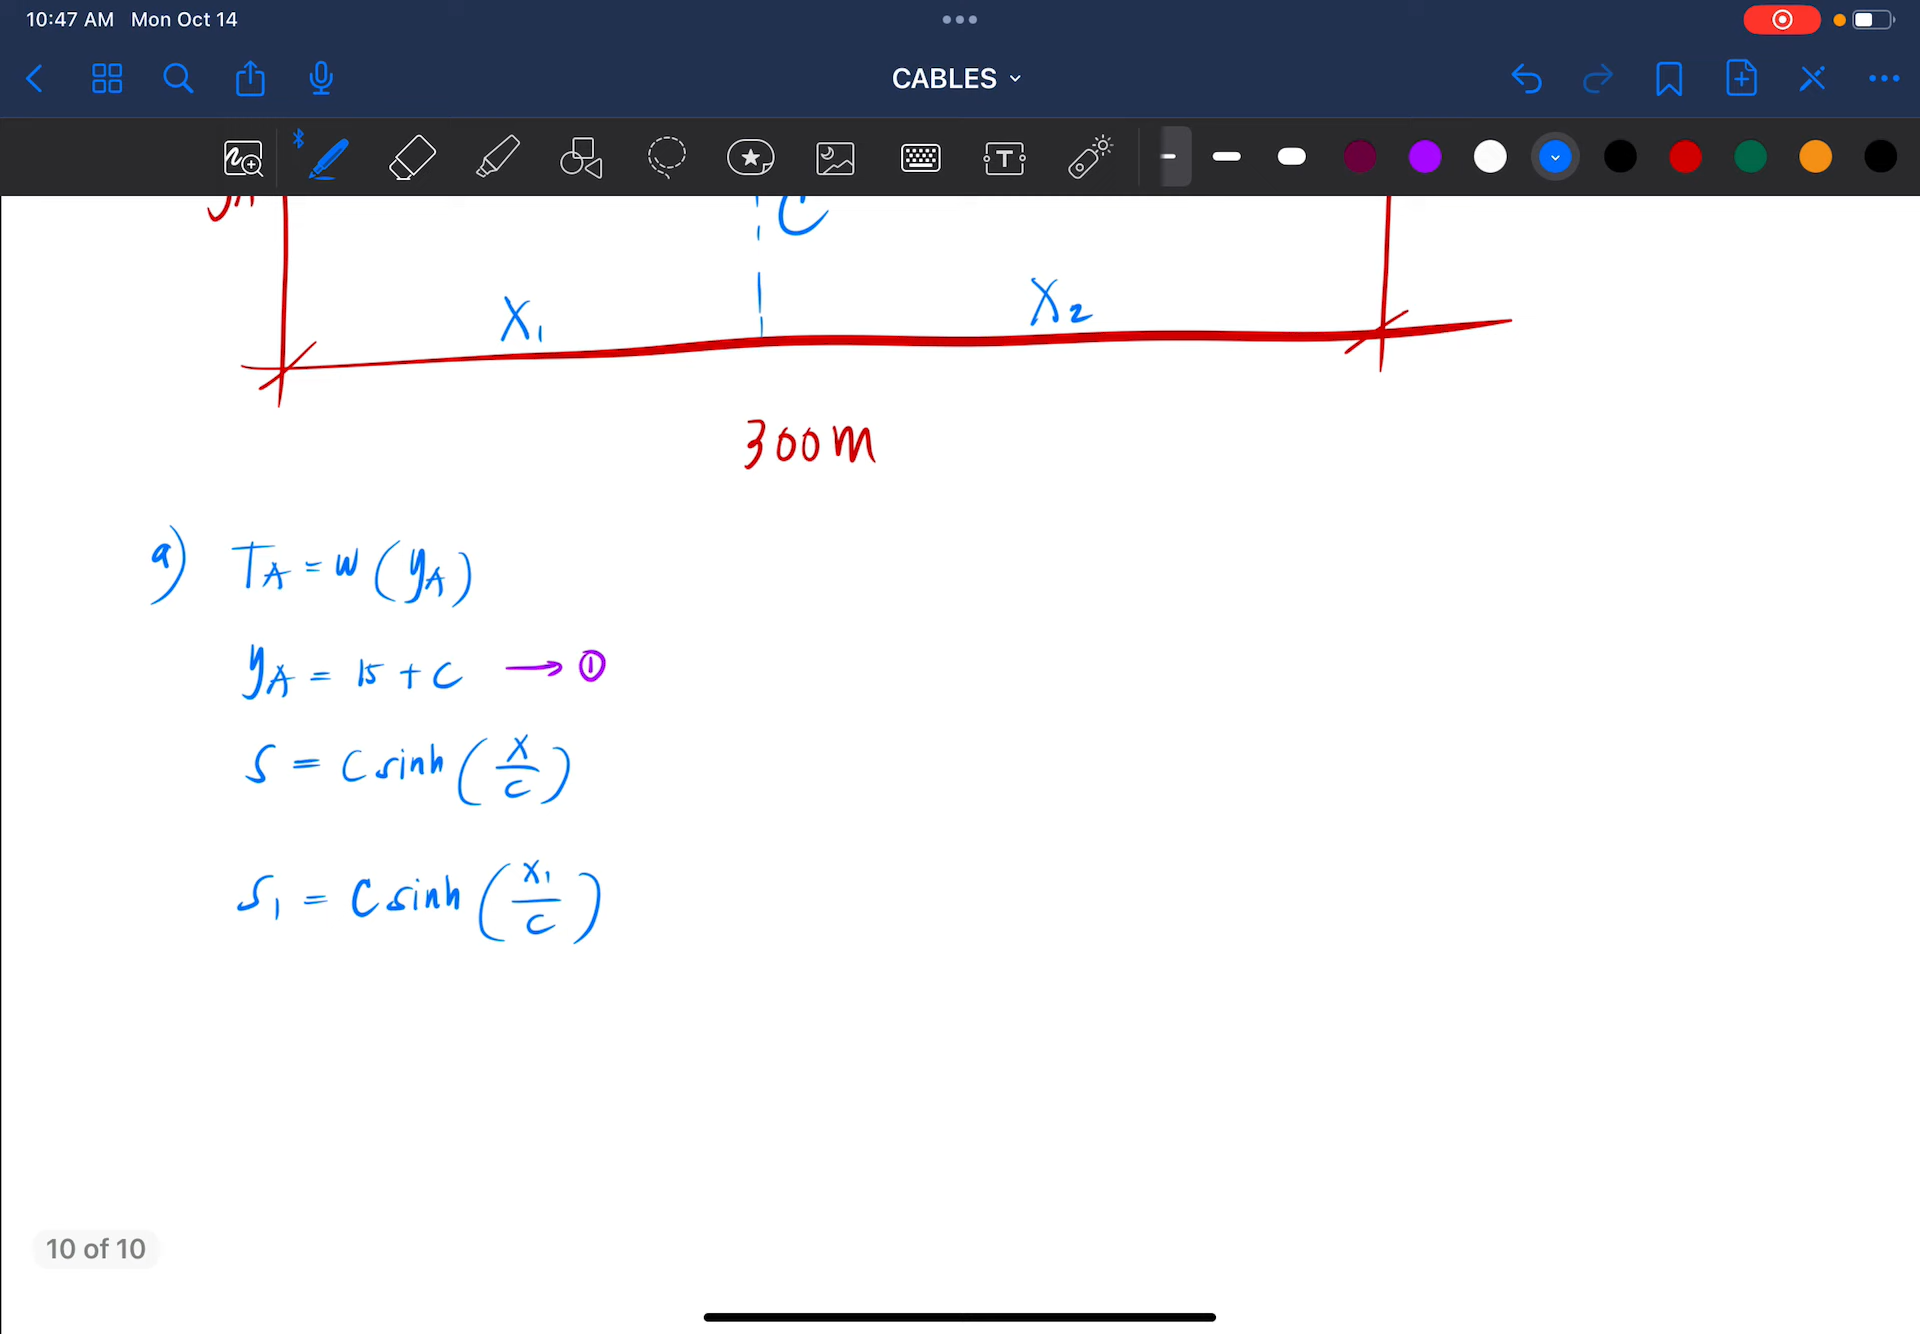 10:47 AM Mon Oct 14
CABLES
T
C
X₁
X₂
300m
a) T_A = w (y_A)
y_A = 15 + c → ①
S = C sinh (x/c)
S₁ = C sinh (x₁/c)
10 of 10